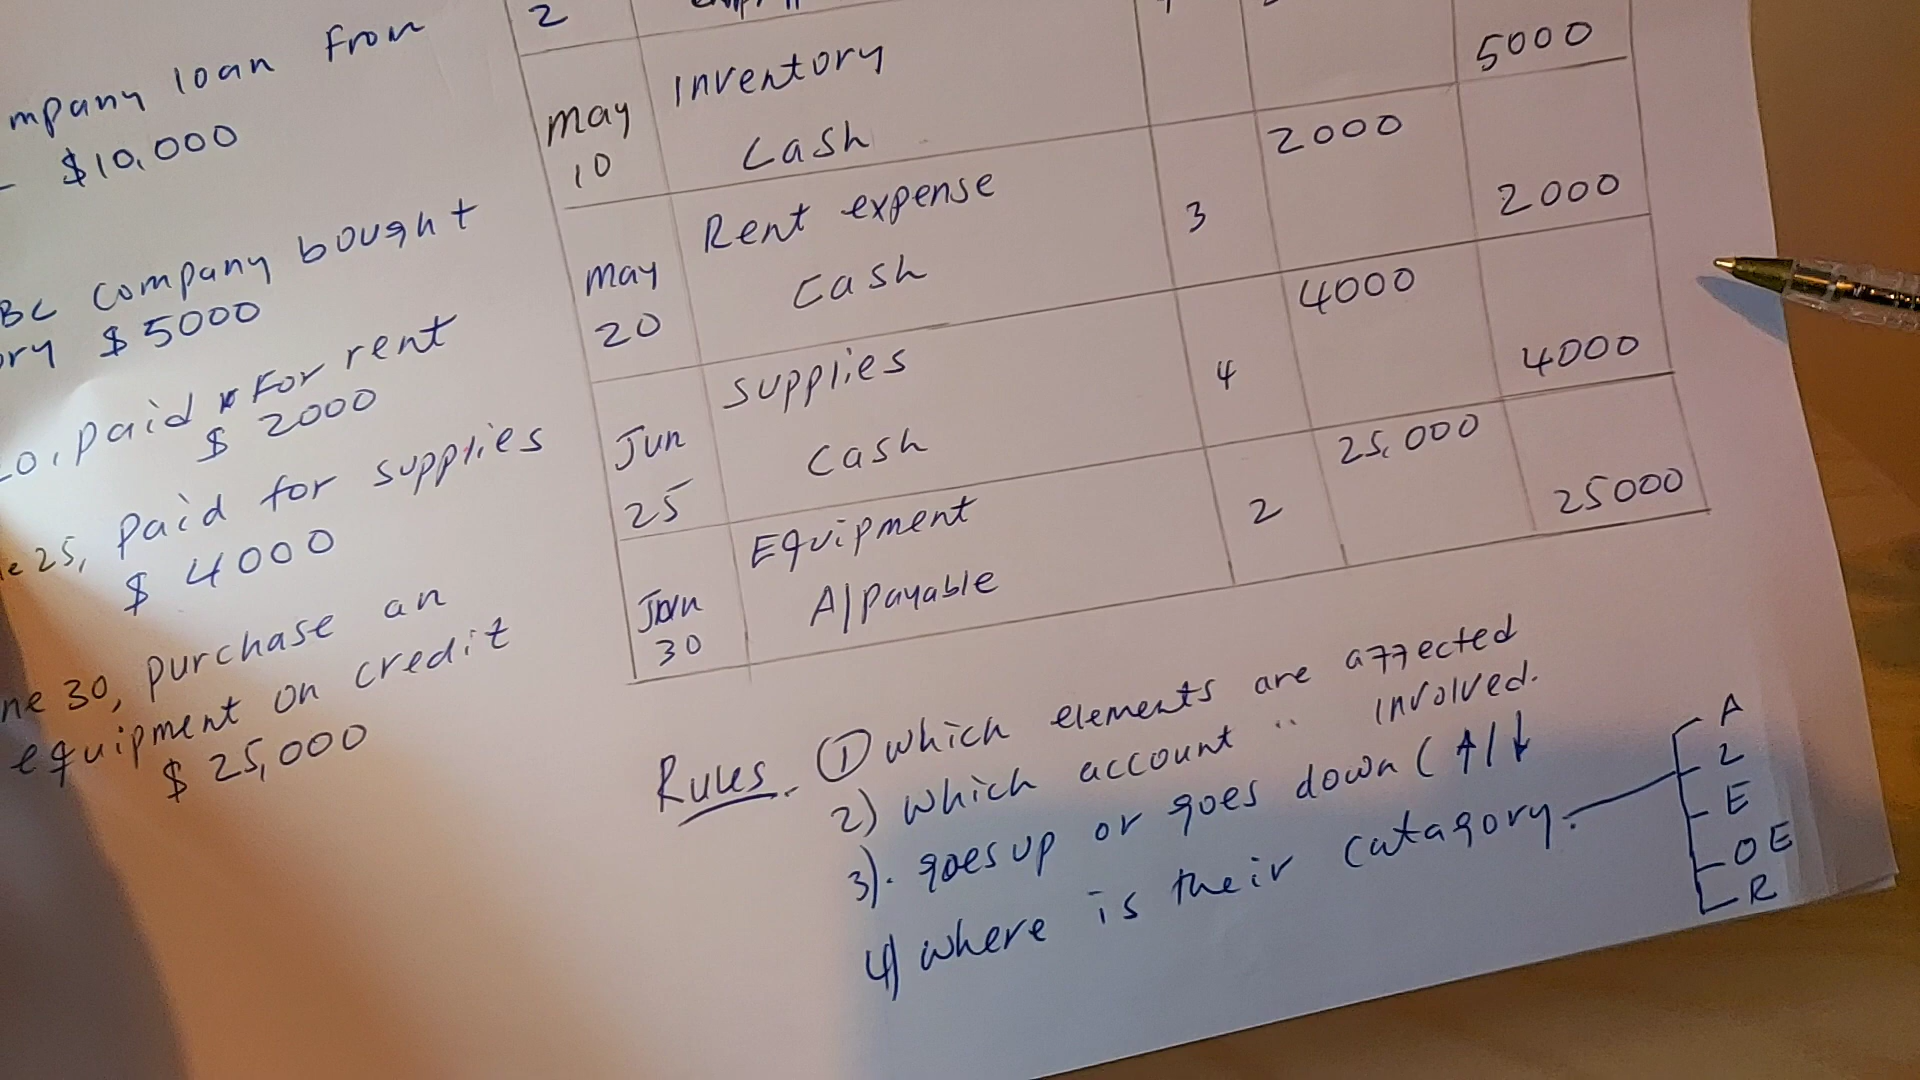 mpany loan from
- $10,000
BC company bought
ory $5000
20, paid for rent
$ 2000
e 25, paid for supplies
$ 4000
ne 30, purchase an
equipment on credit
$ 25,000
2
May Inventory 5000
10 Cash
May Rent expense 3 2000
20 Cash 2000
Jun Supplies 4 4000
25 Cash 4000
Jun Equipment 2 25,000
30 A/payable 25000
Rules. ① which elements are affected
2) which account " involved.
3). goes up or goes down (↑/↓
4) where is their catagory.
A
L
E
OE
R